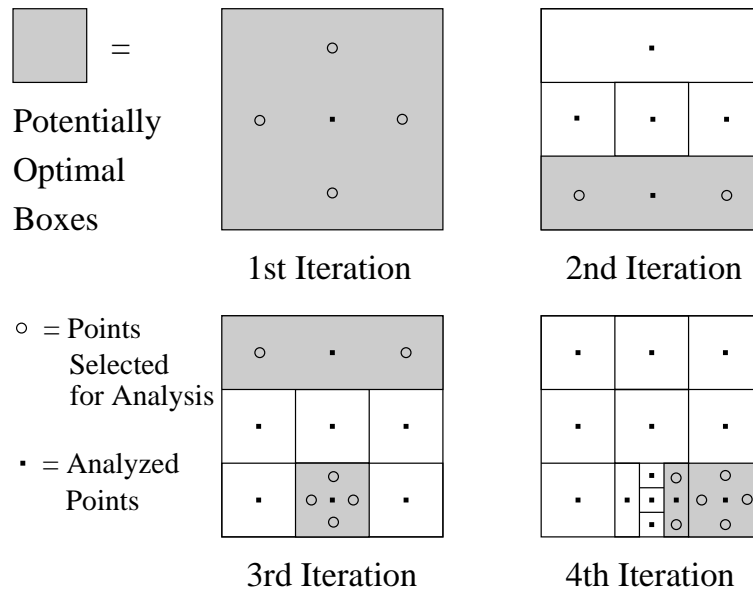 =
Potentially
Optimal
Boxes
1st Iteration
2nd Iteration
= Points
Selected
for Analysis
= Analyzed
Points
3rd Iteration
4th Iteration